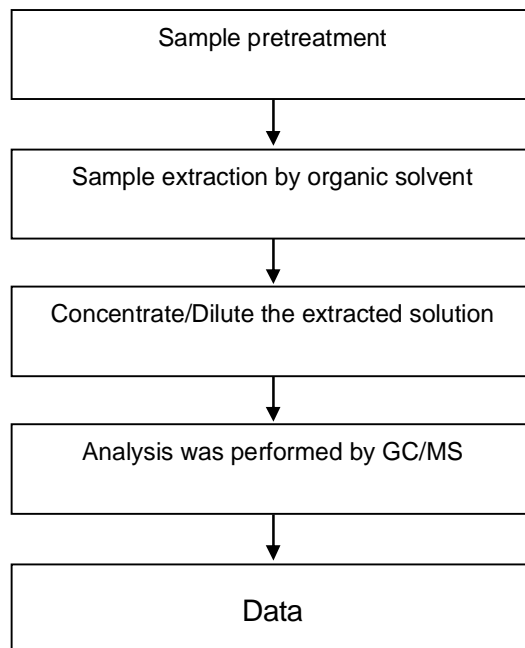 Sample pretreatment
Sample extraction by organic solvent
Concentrate/Dilute the extracted solution
Analysis was performed by GC/MS
Data